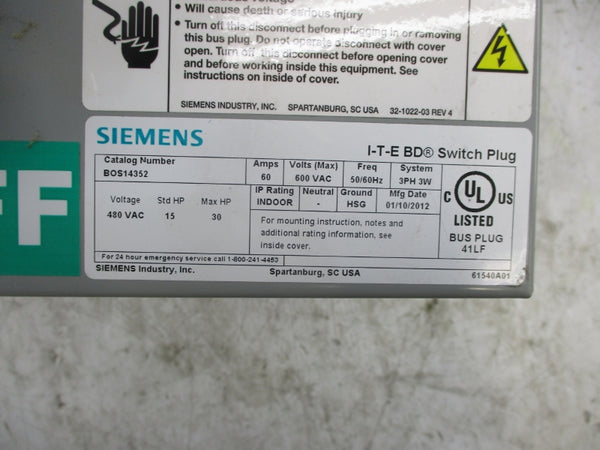 • Will cause death or serious injury
• Turn off this disconnect before plugging in or removing
this bus plug. Do not operate disconnect with cover
open. Turn off this disconnect before opening cover
and before working inside this equipment. See
instructions on inside of cover.
SIEMENS INDUSTRY, INC. SPARTANBURG, SC USA 32-1022-03 REV 4
SIEMENS
I-T-E BD® Switch Plug
Catalog Number
BOS14352
Amps
60
Volts (Max)
600 VAC
Freq
50/60Hz
System
3PH 3W
Voltage Std HP Max HP
480 VAC 15 30
IP Rating
INDOOR
Neutral
-
Ground
HSG
Mfg Date
01/10/2012
For mounting instruction, notes and
additional rating information, see
inside cover.
C UL US
®
LISTED
BUS PLUG
41LF
For 24 hour emergency service call 1-800-241-4453
SIEMENS Industry, Inc. Spartanburg, SC USA 61540A01
FF